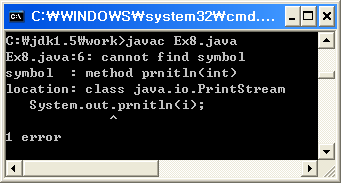 C:₩WINDOWS₩system32₩cmd....
C:₩jdk1.5₩work>javac Ex8.java
Ex8.java:6: cannot find symbol
symbol  : method prnitln(int)
location: class java.io.PrintStream
   System.out.prnitln(i);
             ^
1 error